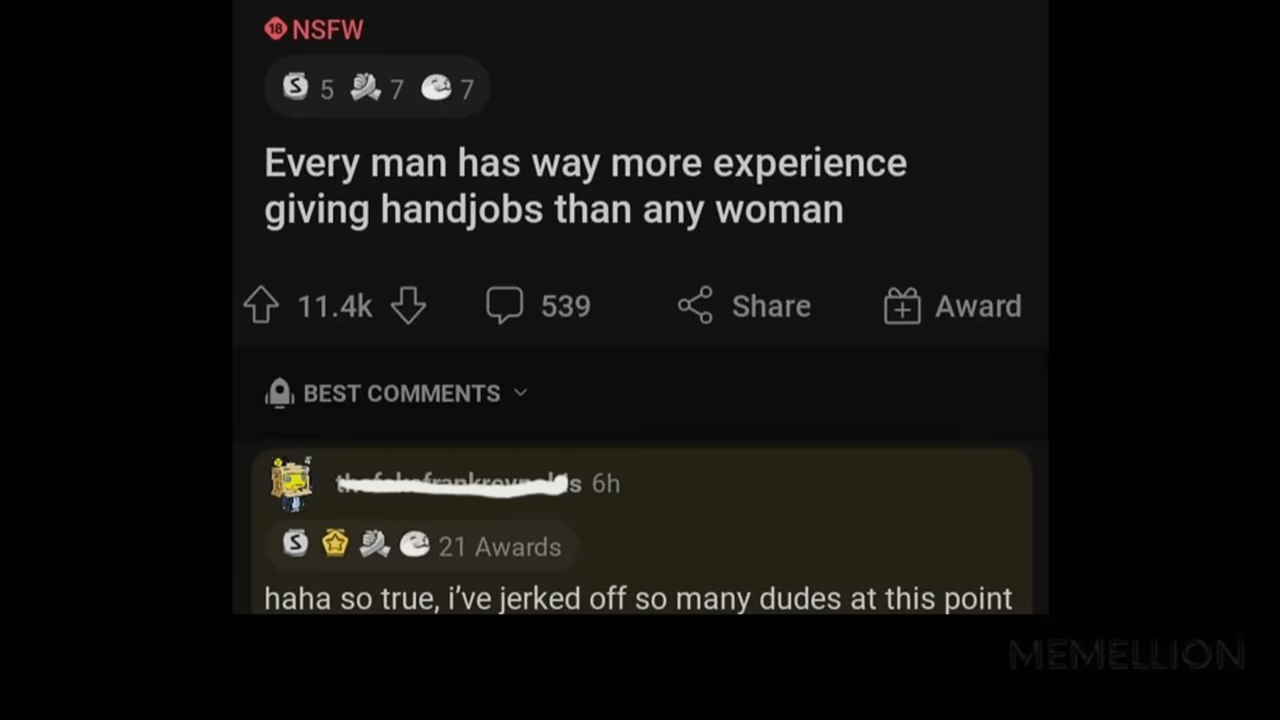 18 NSFW
5 7 7
Every man has way more experience
giving handjobs than any woman
11.4k 539 Share Award
BEST COMMENTS
6h
21 Awards
haha so true, i've jerked off so many dudes at this point
MEMELLION